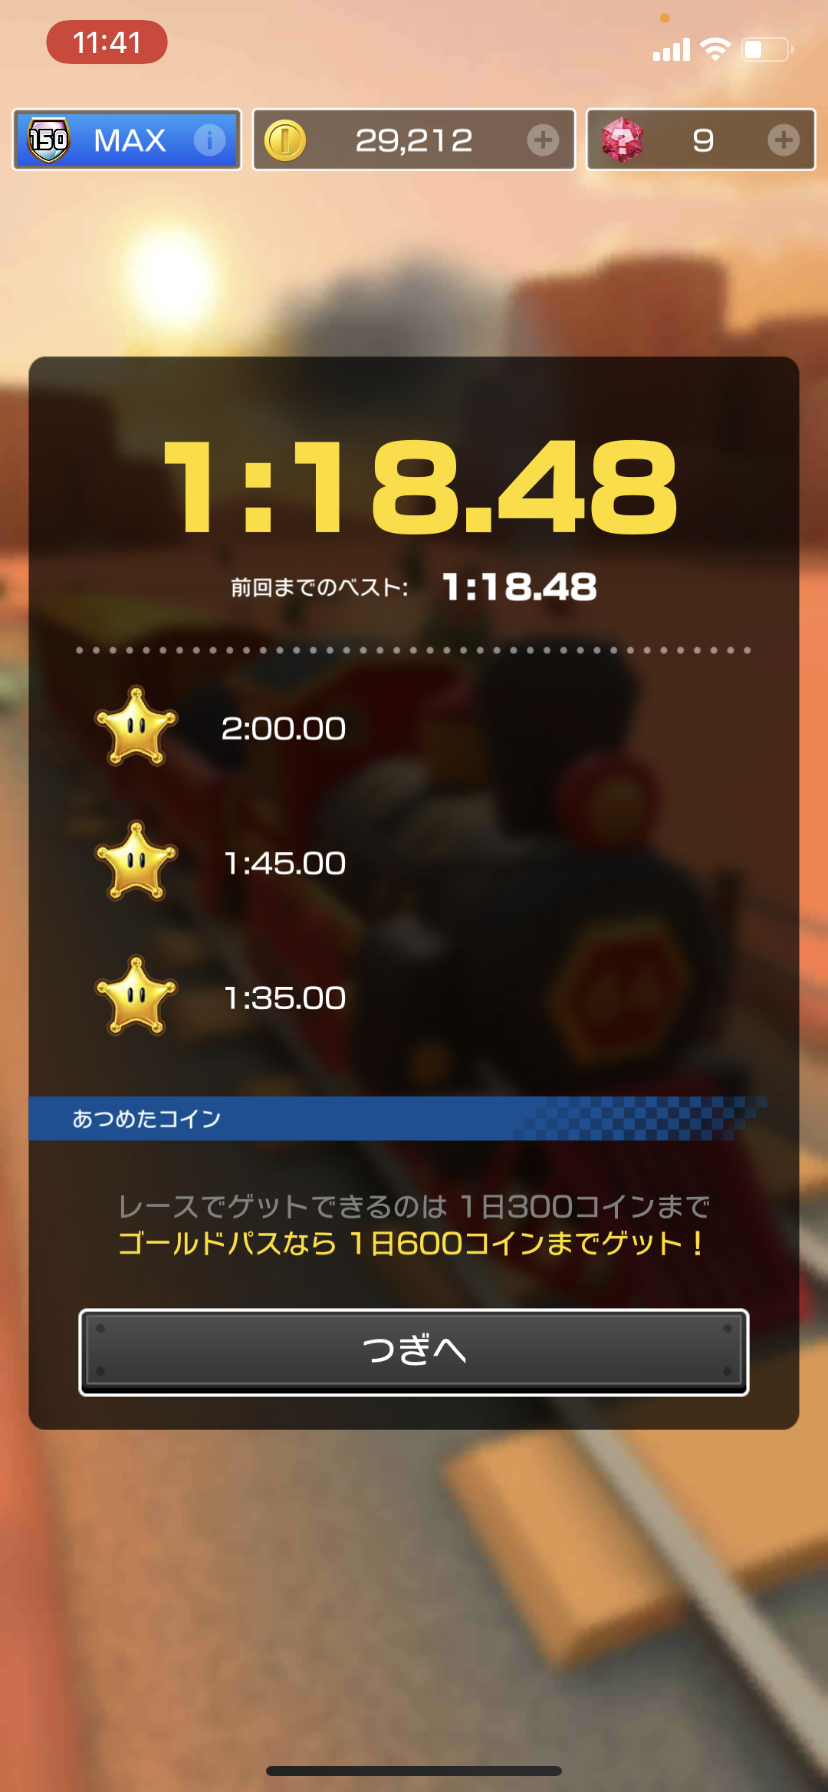 11:41
150 MAX i 29,212 + ? 9 +
1:18.48
前回までのベスト: 1:18.48
2:00.00
1:45.00
1:35.00
あつめたコイン
レースでゲットできるのは 1日300コインまで
ゴールドパスなら 1日600コインまでゲット！
つぎへ